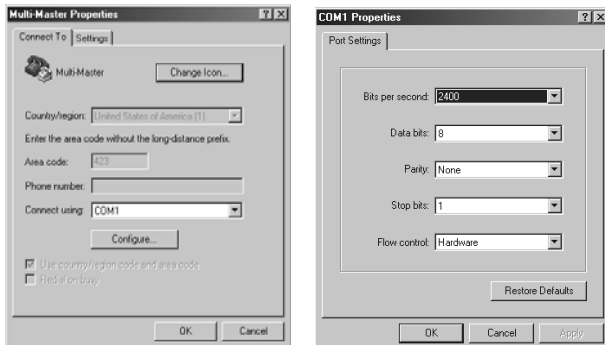 Multi-Master Properties
Connect To
Settings
Multi-Master
Change Icon...
Country/region: United States of America (1)
Enter the area code without the long-distance prefix.
Area code: 423
Phone number:
Connect using: COM1
Configure...
Use country/region code and area code
Redial on busy
OK
Cancel
COM1 Properties
Port Settings
Bits per second: 2400
Data bits: 8
Parity: None
Stop bits: 1
Flow control: Hardware
Restore Defaults
OK
Cancel
Apply